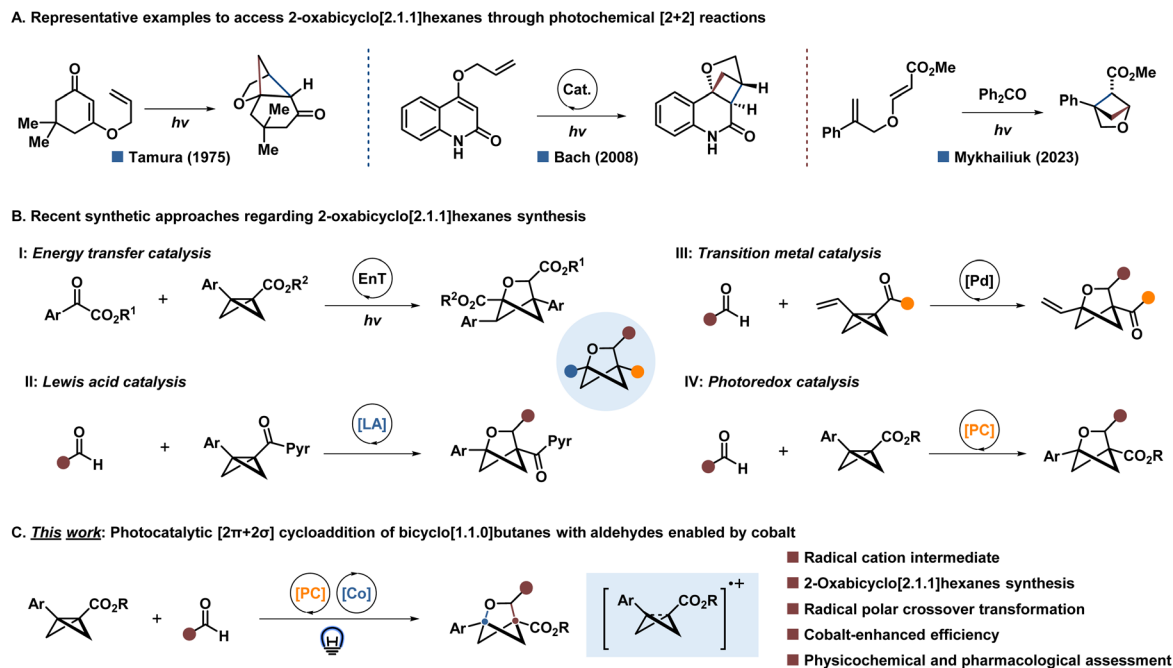 A. Representative examples to access 2-oxabicyclo[2.1.1]hexanes through photochemical [2+2] reactions
O
Me
Me
O
hv
O
H
Me
O
Me
Tamura (1975)
O
N
H
O
Cat.
hv
O
H
H
N
H
O
Bach (2008)
CO₂Me
Ph
O
Ph₂CO
hv
CO₂Me
Ph
O
Mykhailiuk (2023)
B. Recent synthetic approaches regarding 2-oxabicyclo[2.1.1]hexanes synthesis
I: Energy transfer catalysis
O
Ar
CO₂R¹
+
Ar
CO₂R²
EnT
hv
CO₂R¹
O
R²O₂C
Ar
Ar
III: Transition metal catalysis
O
H
+
O
[Pd]
O
O
O
II: Lewis acid catalysis
O
H
+
Ar
O
Pyr
[LA]
O
Ar
Pyr
O
IV: Photoredox catalysis
O
H
+
Ar
CO₂R
[PC]
O
Ar
CO₂R
C. This work: Photocatalytic [2π+2σ] cycloaddition of bicyclo[1.1.0]butanes with aldehydes enabled by cobalt
Ar
CO₂R
+
O
H
[PC]
[Co]
O
Ar
CO₂R
Ar
CO₂R
•+
Radical cation intermediate
2-Oxabicyclo[2.1.1]hexanes synthesis
Radical polar crossover transformation
Cobalt-enhanced efficiency
Physicochemical and pharmacological assessment